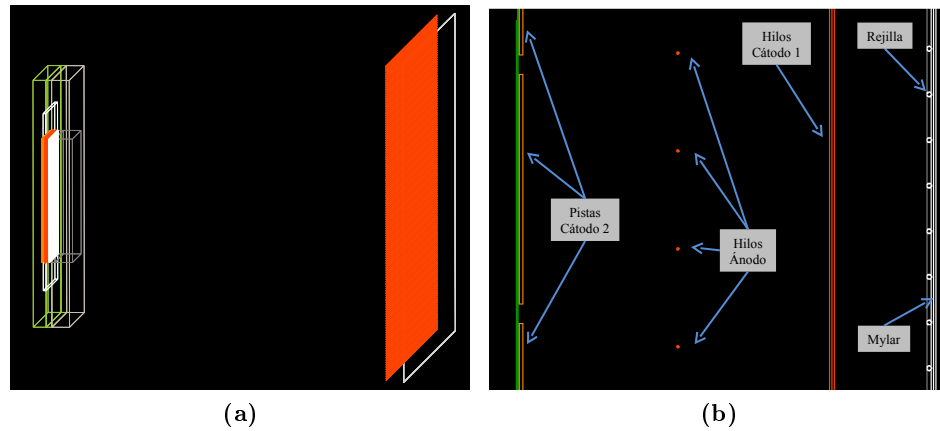 Hilos
Cátodo 1
Rejilla
Pistas
Cátodo 2
Hilos
Ánodo
Mylar
(a)
(b)